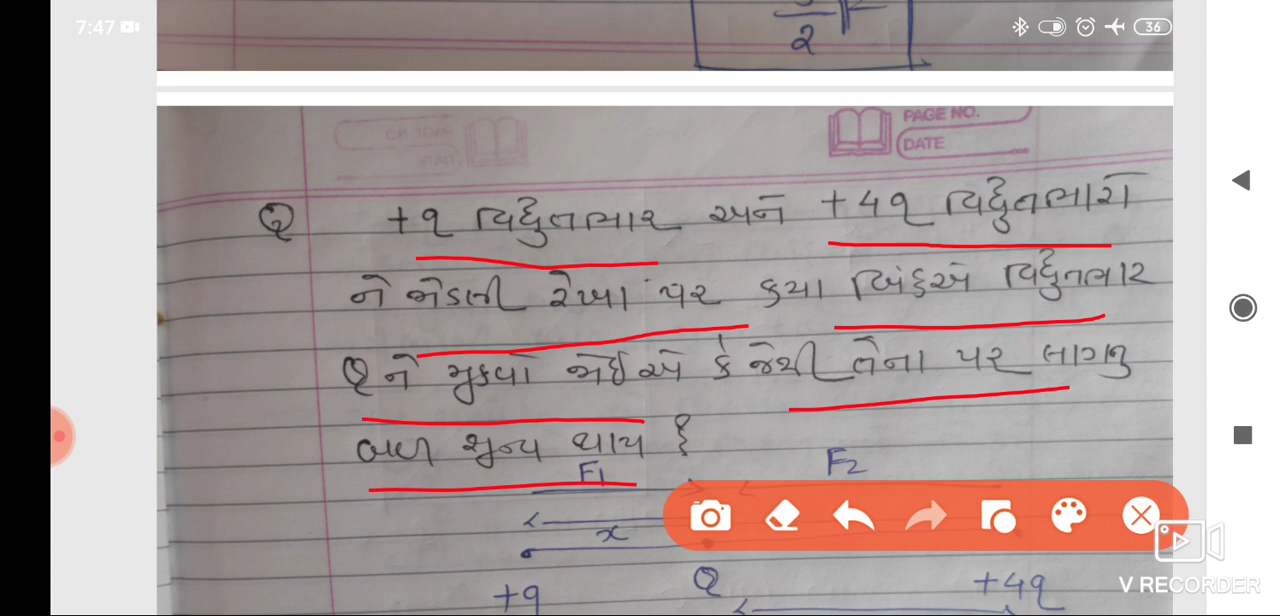 7:47
36
2
PAGE NO.
DATE
Q +q વિદ્યુતભાર અને +4q વિદ્યુતભારો
ને જોડતી રેખા પર કયા બિંદુએ વિદ્યુતભાર
Q ને મુકવો જોઈએ કે જેથી તેના પર લાગતુ
બળ શૂન્ય થાય ?
F1 F2
x
+q Q +4q
V RECORDER